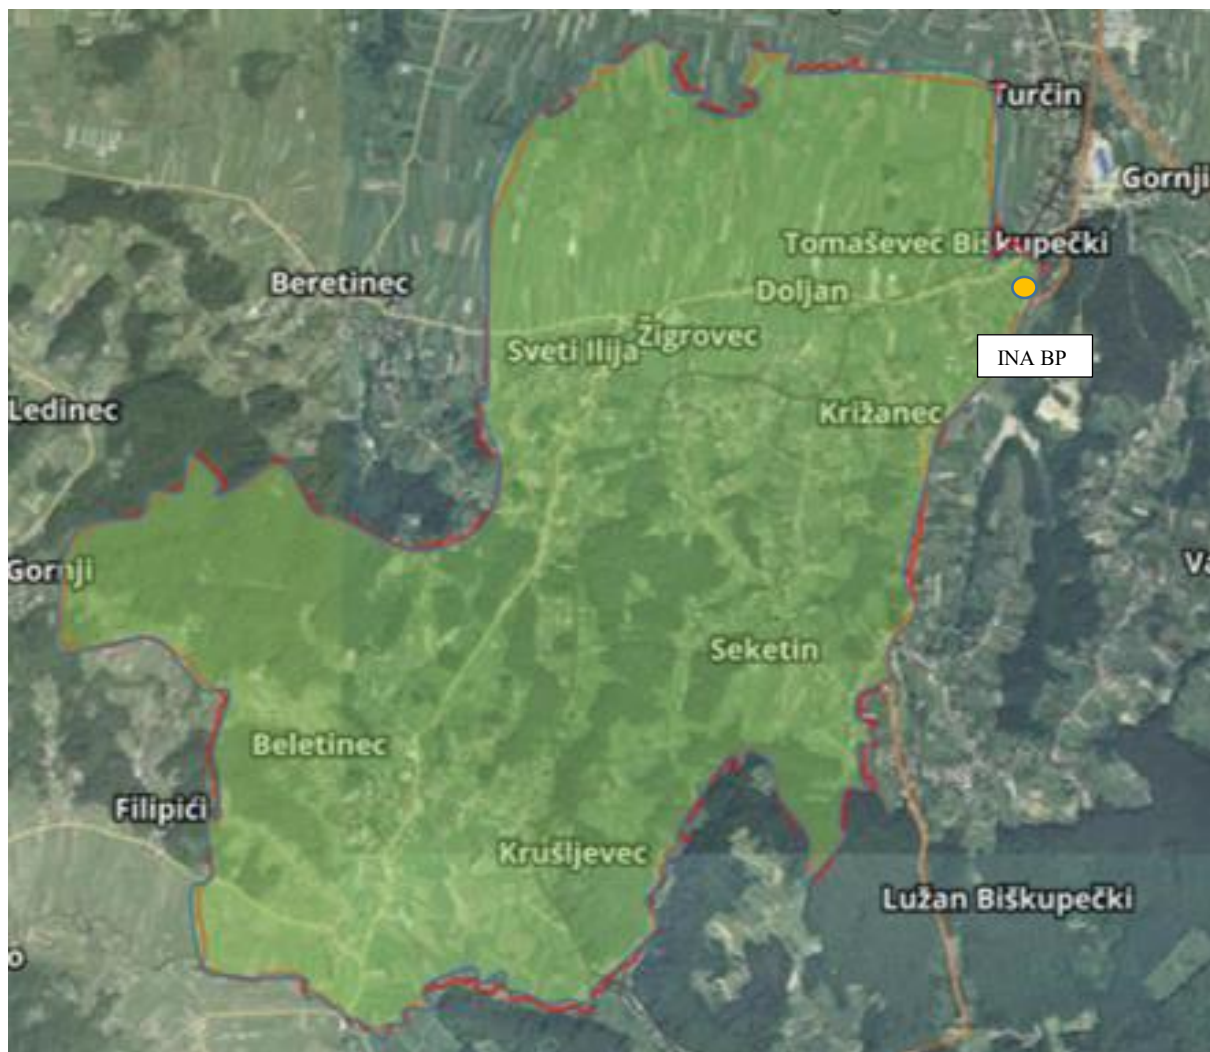 Turčin
Gornji
Tomaševec Biškupečki
Beretinec
Doljan
Žigrovec
Sveti Ilija
INA BP
Ledinec
Križanec
Gornji
Seketin
Beletinec
Filipići
Krušljevec
Lužan Biškupečki